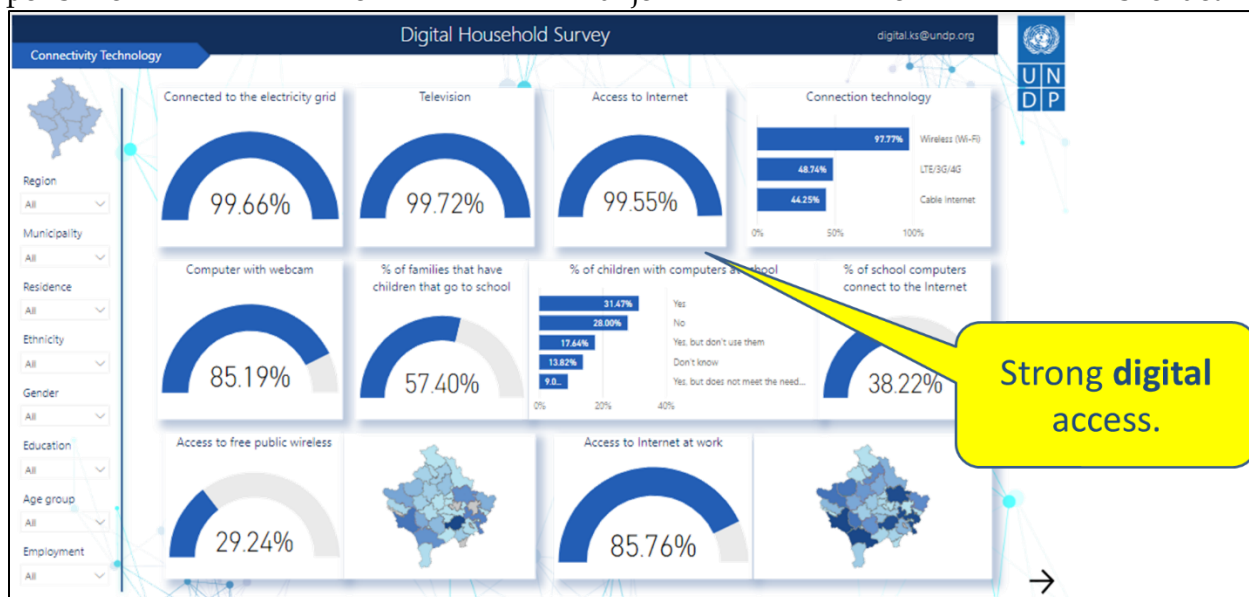 Digital Household Survey
digital.ks@undp.org
Connectivity Technology
U N
D P
Region
All
Municipality
All
Residence
All
Ethnicity
All
Gender
All
Education
All
Age group
All
Employment
All
Connected to the electricity grid
99.66%
Television
99.72%
Access to Internet
99.55%
Connection technology
97.77% Wireless (Wi-Fi)
48.74% LTE/3G/4G
44.25% Cable Internet
0% 50% 100%
Computer with webcam
85.19%
% of families that have
children that go to school
57.40%
% of children with computers at school
31.47% Yes
28.00% No
17.64% Yes, but don't use them
13.82% Don't know
9.0... Yes, but does not meet the need...
0% 20% 40%
% of school computers
connect to the Internet
38.22%
Strong digital
access.
Access to free public wireless
29.24%
Access to Internet at work
85.76%